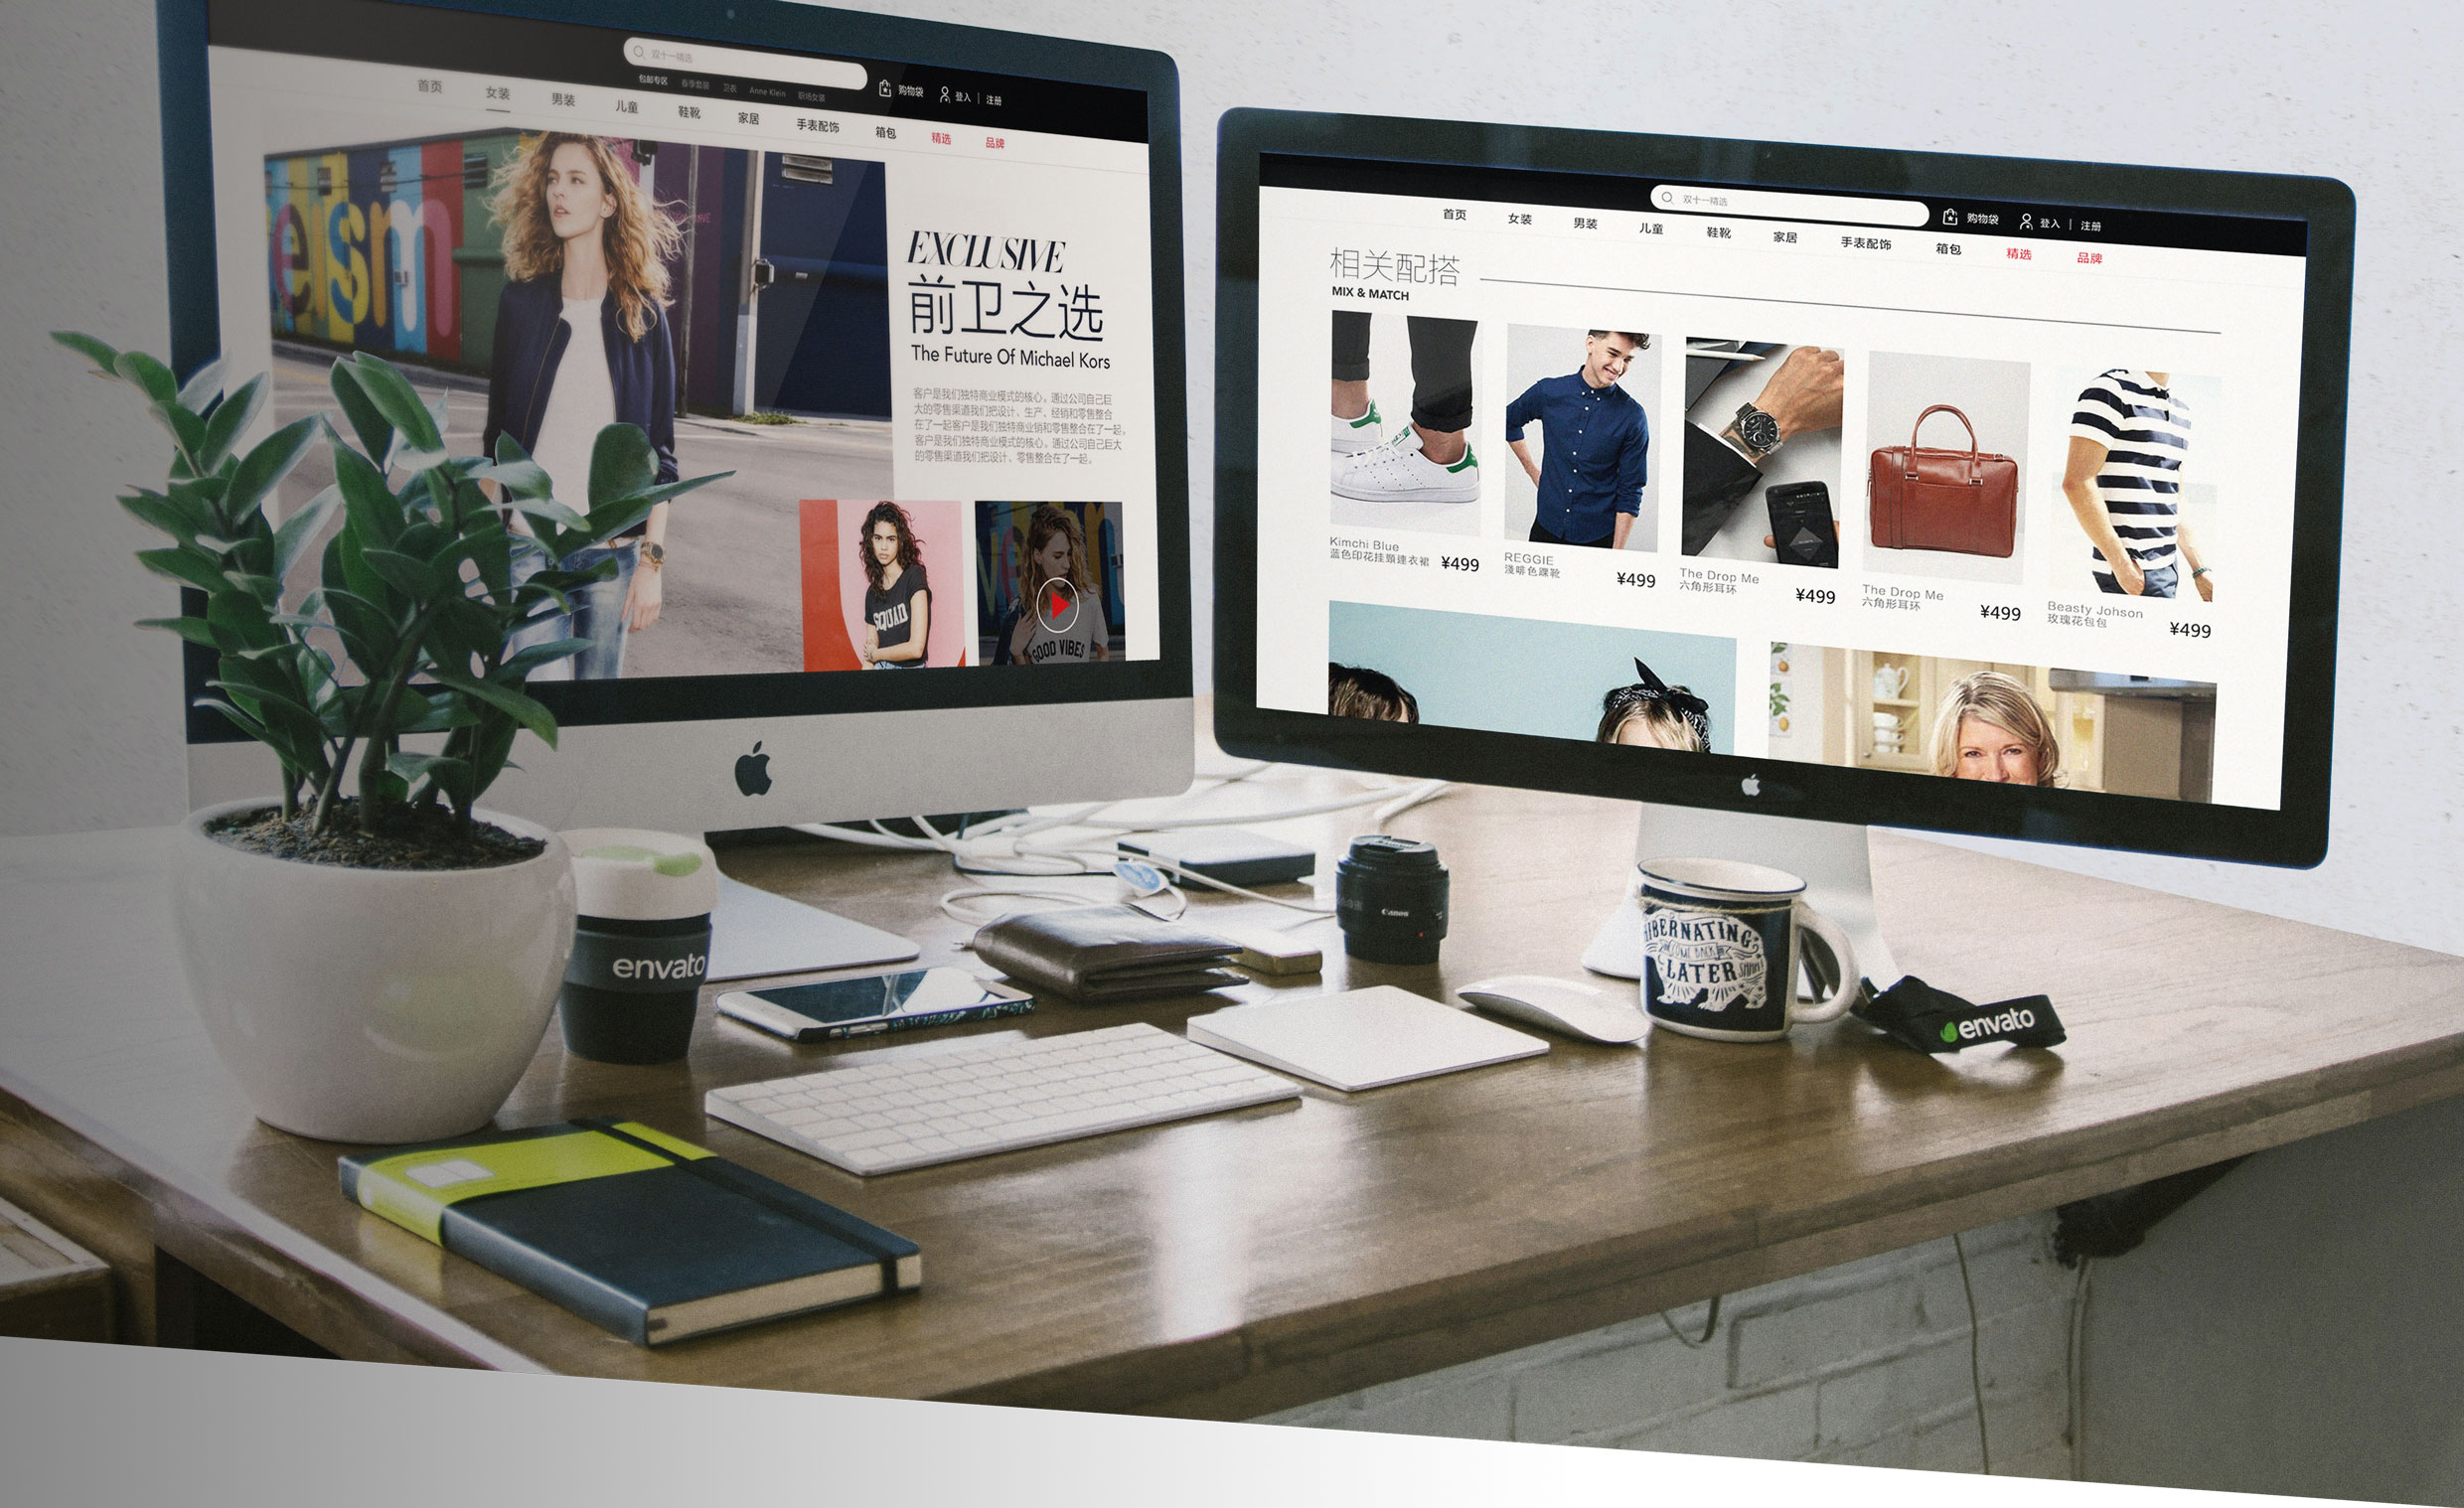 双十一精选
包邮专区 春季套装 卫衣 Anne Klein 职场女装
购物袋 登入 | 注册
首页 女装 男装 儿童 鞋靴 家居 手表配饰 箱包 精选 品牌
eism
EXCLUSIVE
前卫之选
The Future Of Michael Kors
客户是我们独特商业模式的核心。通过公司自己巨
大的零售渠道我们把设计、生产、经销和零售整合
在了一起客户是我们独特商业销和零售整合在了一起。
客户是我们独特商业模式的核心。通过公司自己巨大
的零售渠道我们把设计、零售整合在了一起。
SQUAD
GOOD VIBES
双十一精选
购物袋 登入 | 注册
首页 女装 男装 儿童 鞋靴 家居 手表配饰 箱包 精选 品牌
相关配搭
MIX & MATCH
Kimchi Blue
蓝色印花挂頸連衣裙 ¥499
REGGIE
淺啡色踝靴 ¥499
The Drop Me
六角形耳环 ¥499
The Drop Me
六角形耳环 ¥499
Beasty Johson
玫瑰花包包 ¥499
envato
Canon
HIBERNATING
COME BACK
LATER
envato